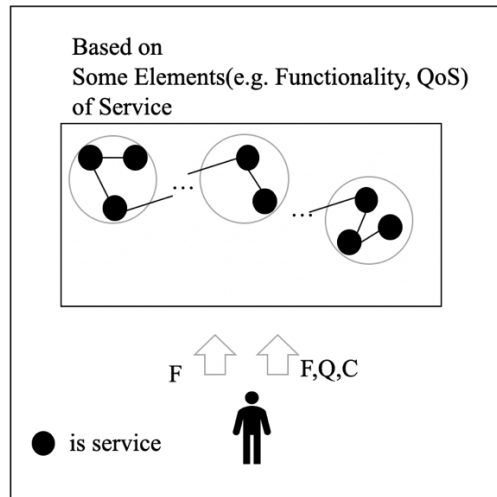 Based on
Some Elements(e.g. Functionality, QoS)
of Service
...
...
F
F,Q,C
is service